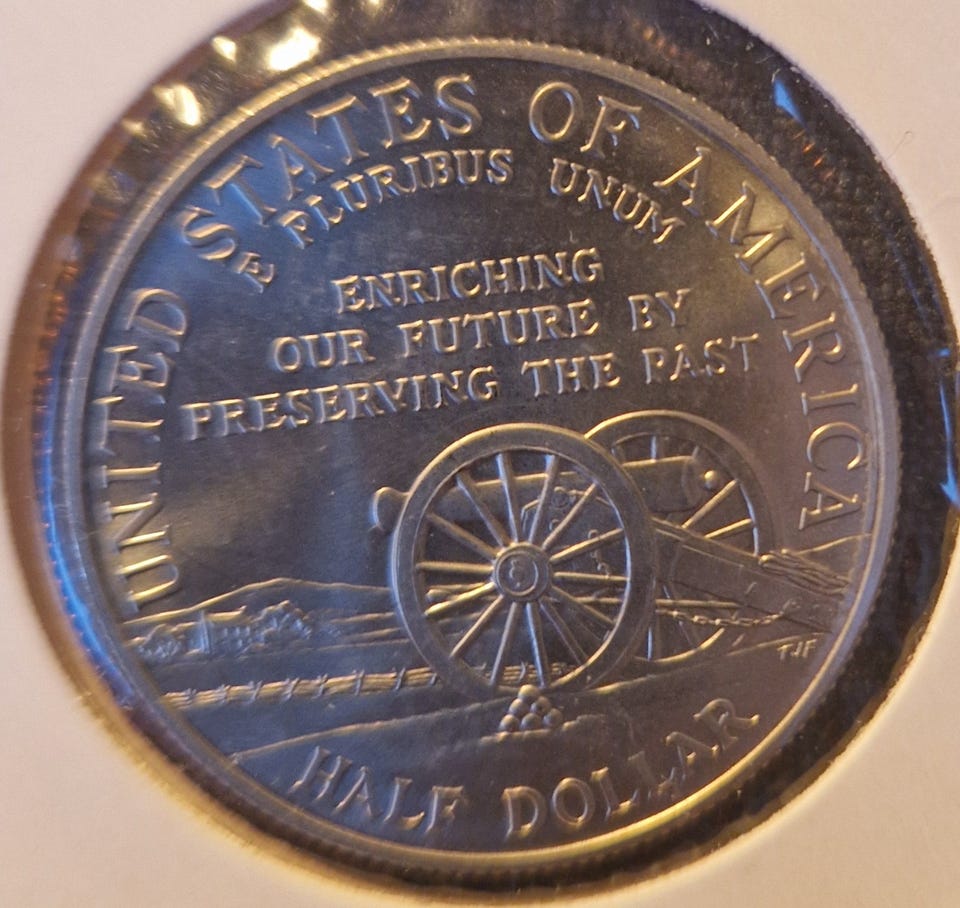 UNITED STATES OF AMERICA
E PLURIBUS UNUM
ENRICHING
OUR FUTURE BY
PRESERVING THE PAST
TJF
HALF DOLLAR